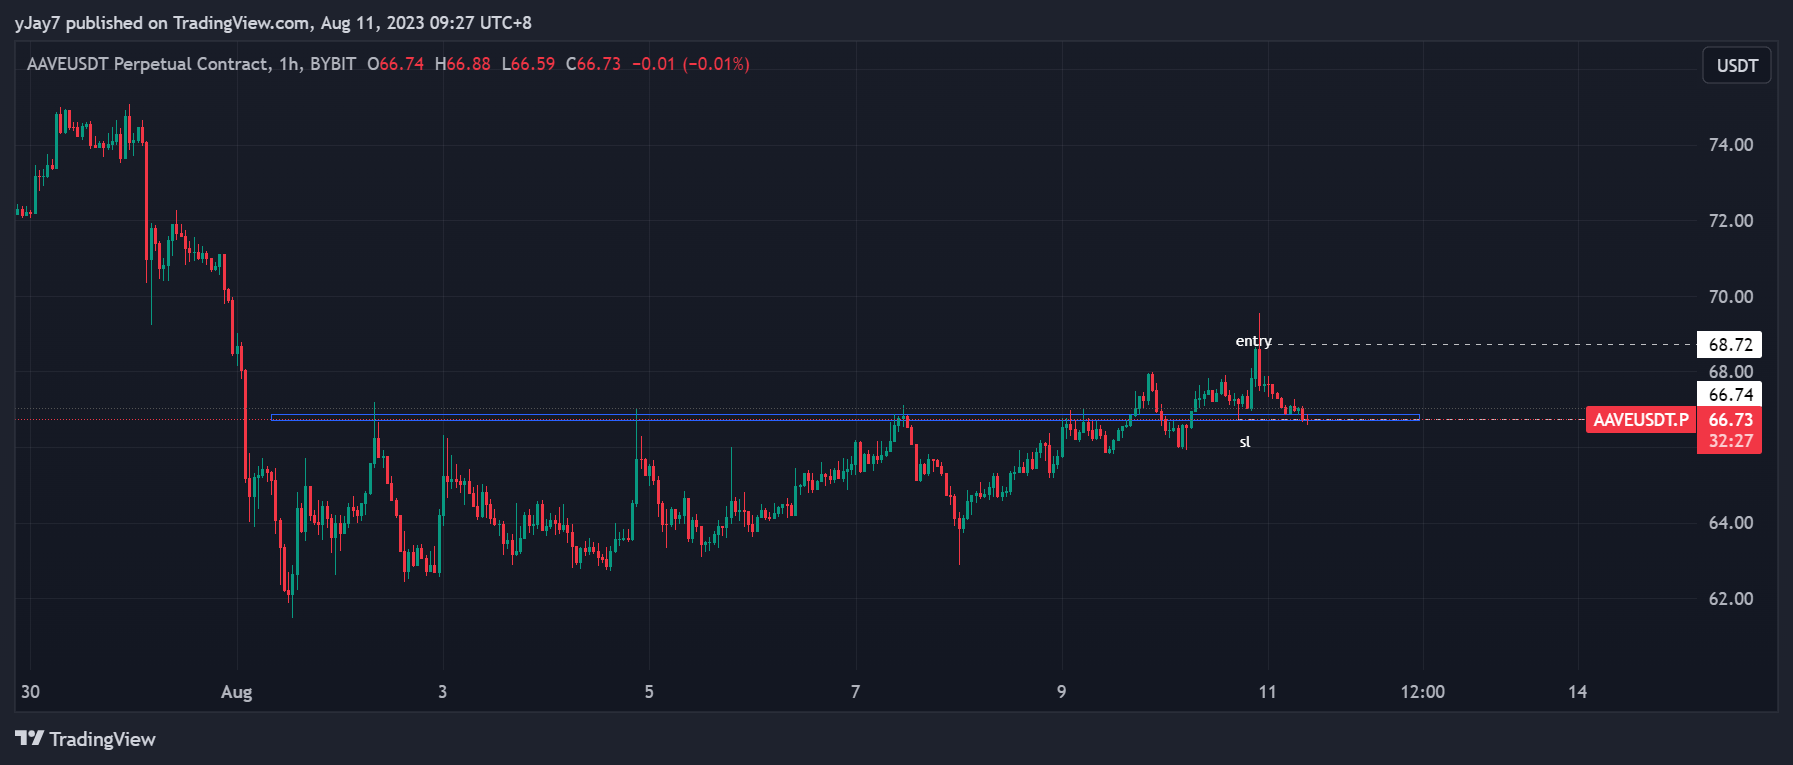 yJay7 published on TradingView.com, Aug 11, 2023 09:27 UTC+8
AAVEUSDT Perpetual Contract, 1h, BYBIT O66.74 H66.88 L66.59 C66.73 −0.01 (−0.01%)
USDT
74.00
72.00
70.00
entry
68.72
68.00
66.74
AAVEUSDT.P 66.73
32:27
sl
64.00
62.00
30 Aug 3 5 7 9 11 12:00 14
TradingView